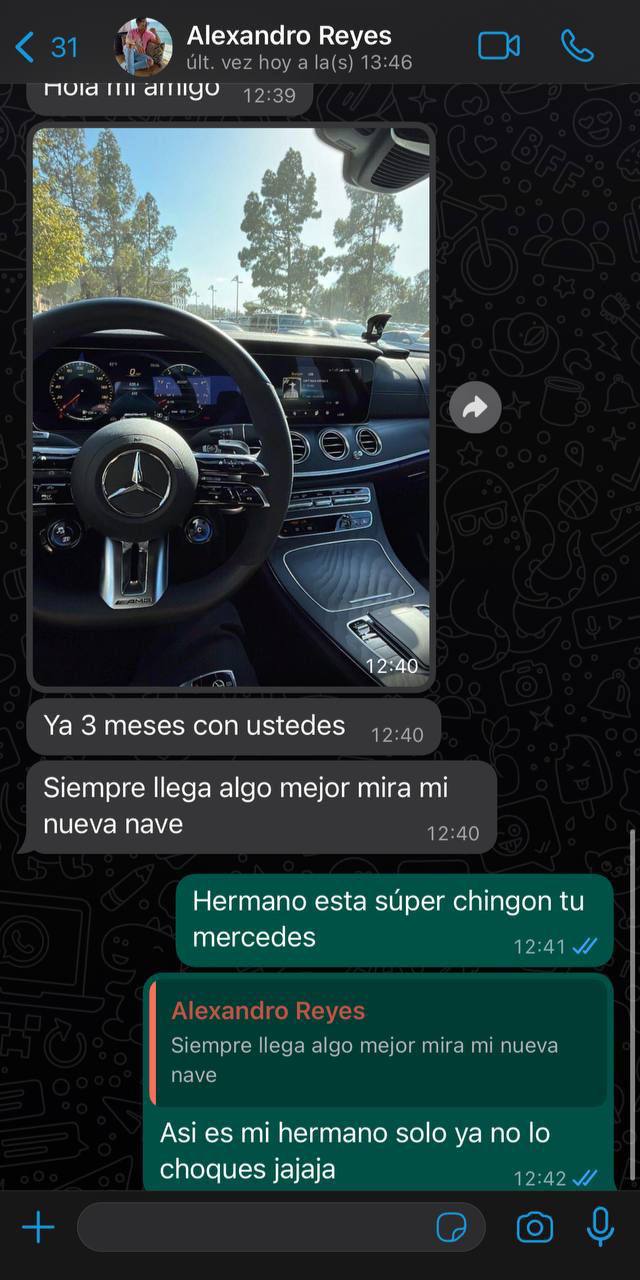 31
Alexandro Reyes
últ. vez hoy a la(s) 13:46
Hola mi amigo 12:39
AMG
12:40
Ya 3 meses con ustedes 12:40
Siempre llega algo mejor mira mi
nueva nave 12:40
Hermano esta súper chingon tu
mercedes 12:41
Alexandro Reyes
Siempre llega algo mejor mira mi nueva
nave
Asi es mi hermano solo ya no lo
choques jajaja 12:42